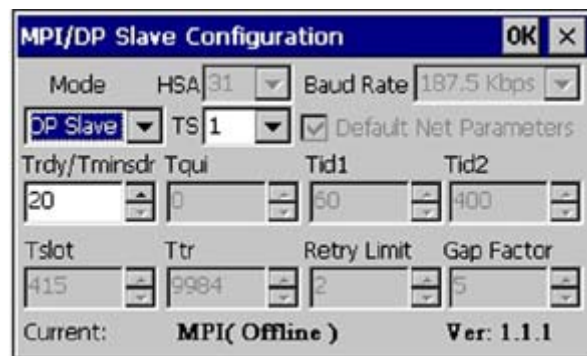 MPI/DP Slave Configuration OK ×
Mode HSA 31 Baud Rate 187.5 Kbps
DP Slave TS 1 Default Net Parameters
Trdy/Tminsdr Tqui Tid1 Tid2
20 0 60 400
Tslot Ttr Retry Limit Gap Factor
415 9984 2 5
Current: MPI( Offline ) Ver: 1.1.1